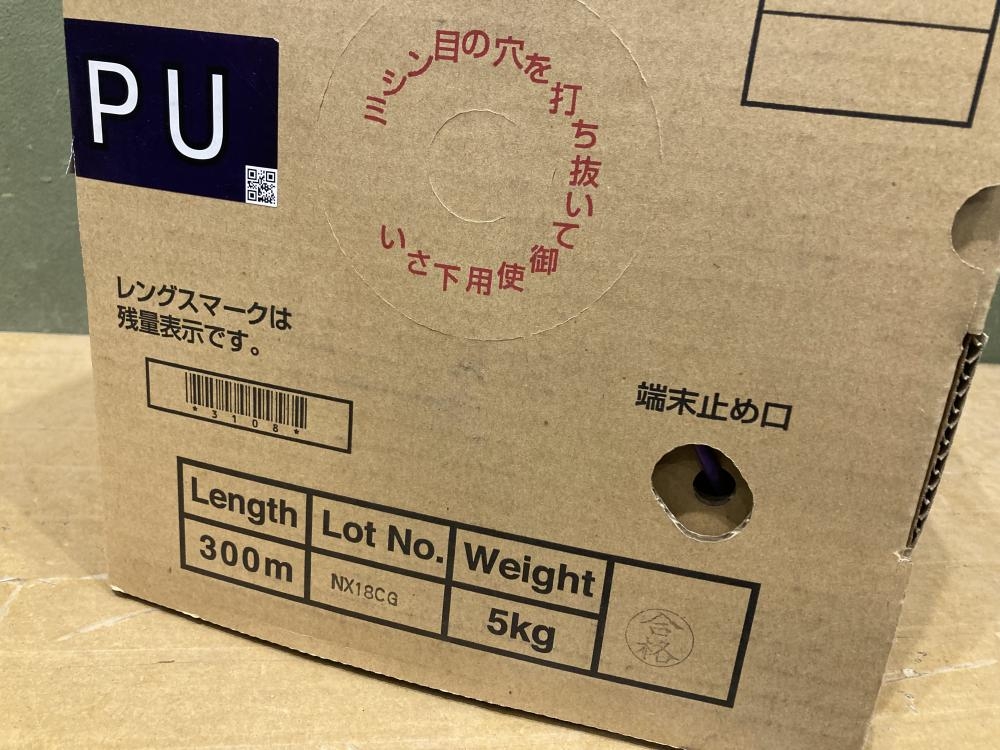 PU
ミシン目の穴を打ち抜いて御使用下さい
レングスマークは
残量表示です。
*3108*
端末止め口
Length Lot No. Weight
300m NX18CG 5kg
合格